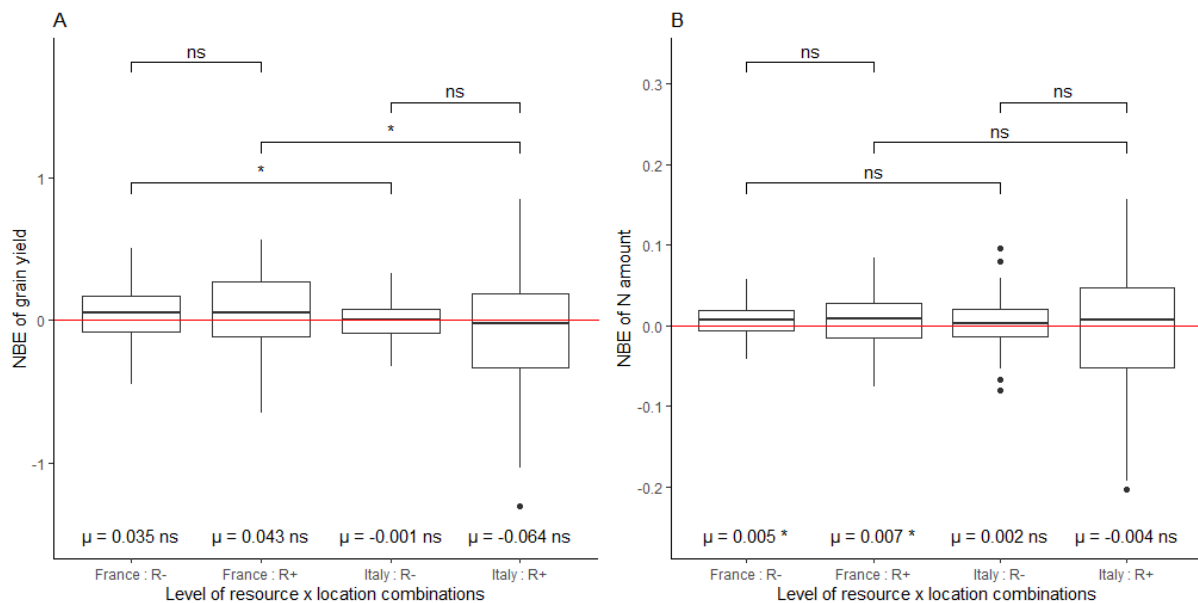 A
ns
ns
*
*
1
0
-1
NBE of grain yield
μ = 0.035 ns
μ = 0.043 ns
μ = -0.001 ns
μ = -0.064 ns
France : R-
France : R+
Italy : R-
Italy : R+
Level of resource x location combinations
B
ns
ns
ns
ns
0.3
0.2
0.1
0.0
-0.1
-0.2
NBE of N amount
μ = 0.005 *
μ = 0.007 *
μ = 0.002 ns
μ = -0.004 ns
France : R-
France : R+
Italy : R-
Italy : R+
Level of resource x location combinations